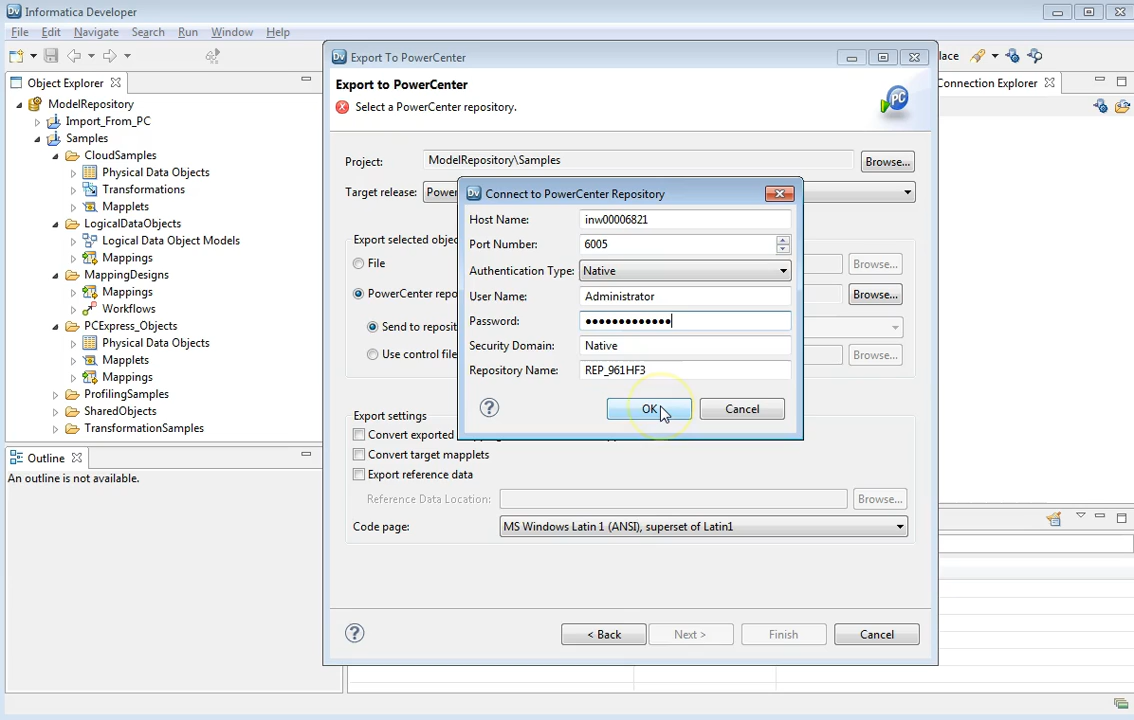 Informatica Developer
File Edit Navigate Search Run Window Help
Object Explorer
ModelRepository
Import_From_PC
Samples
CloudSamples
Physical Data Objects
Transformations
Mapplets
LogicalDataObjects
Logical Data Object Models
Mappings
MappingDesigns
Mappings
Workflows
PCExpress_Objects
Physical Data Objects
Mapplets
Mappings
ProfilingSamples
SharedObjects
TransformationSamples
Outline
An outline is not available.
Connection Explorer
Export To PowerCenter
Export to PowerCenter
Select a PowerCenter repository.
PC
Project: ModelRepository\Samples Browse...
Target release: Power
Export selected objec
File Browse...
PowerCenter repo Browse...
Send to reposit
Use control file Browse...
Export settings
Convert exported
Convert target mapplets
Export reference data
Reference Data Location: Browse...
Code page: MS Windows Latin 1 (ANSI), superset of Latin1
< Back Next > Finish Cancel
Connect to PowerCenter Repository
Host Name: inw00006821
Port Number: 6005
Authentication Type: Native
User Name: Administrator
Password: •••••••••••••
Security Domain: Native
Repository Name: REP_961HF3
OK Cancel